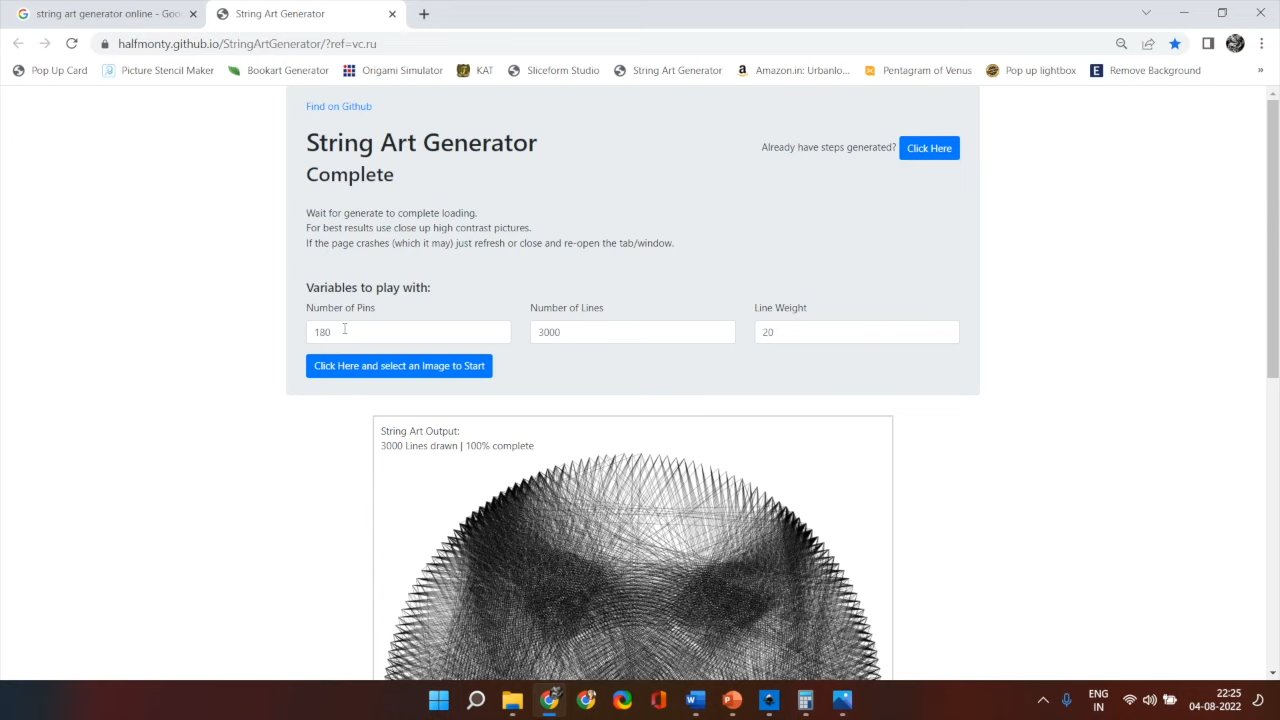 string art generator online - Goo
String Art Generator
halfmonty.github.io/StringArtGenerator/?ref=vc.ru
Pop Up Card
Picture Stencil Maker
Bookart Generator
Origami Simulator
KAT
Sliceform Studio
String Art Generator
Amazon.in: Urbanlo...
Pentagram of Venus
Pop up lightbox
Remove Background
Find on Github
String Art Generator
Already have steps generated? Click Here
Complete
Wait for generate to complete loading.
For best results use close up high contrast pictures.
If the page crashes (which it may) just refresh or close and re-open the tab/window.
Variables to play with:
Number of Pins
Number of Lines
Line Weight
180
3000
20
Click Here and select an Image to Start
String Art Output:
3000 Lines drawn | 100% complete
ENG
IN
22:25
04-08-2022